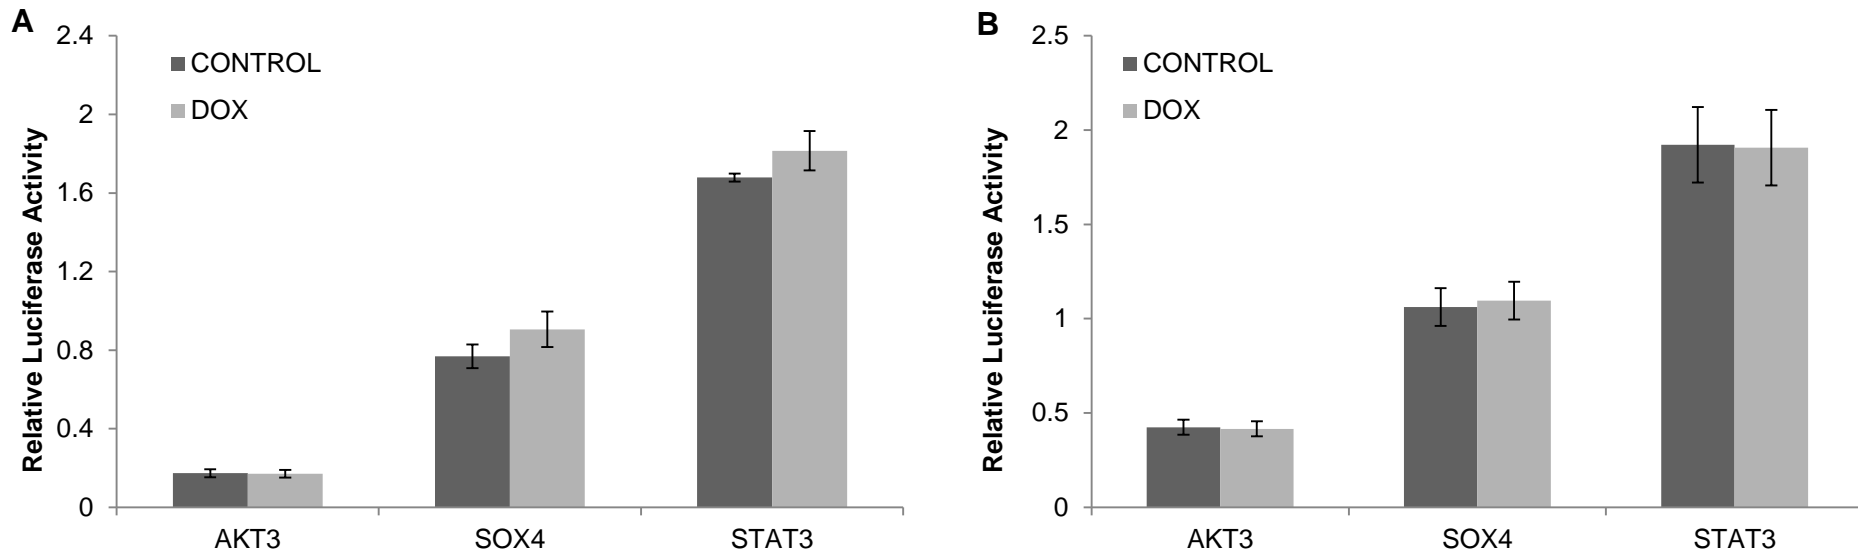 A
2.4
2
1.6
1.2
0.8
0.4
0
Relative Luciferase Activity
CONTROL
DOX
AKT3 SOX4 STAT3
B
2.5
2
1.5
1
0.5
0
Relative Luciferase Activity
CONTROL
DOX
AKT3 SOX4 STAT3